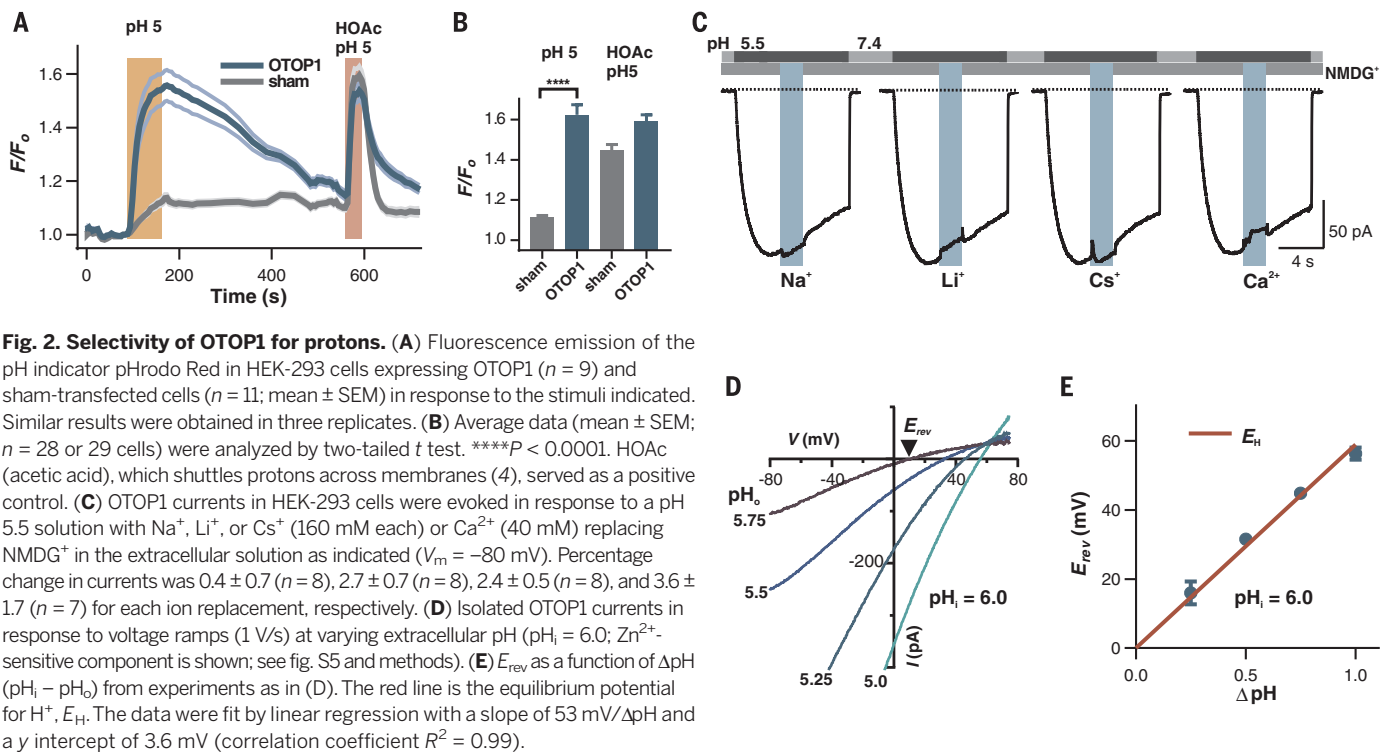 A
pH 5
HOAc
pH 5
OTOP1
sham
1.6
1.4
1.2
1.0
F/Fo
0
200
400
600
Time (s)
B
pH 5
HOAc
pH5
****
1.6
1.4
1.2
1.0
F/Fo
sham
OTOP1
sham
OTOP1
C
pH 5.5 7.4
NMDG⁺
50 pA
4 s
Na⁺
Li⁺
Cs⁺
Ca²⁺
Fig. 2. Selectivity of OTOP1 for protons. (A) Fluorescence emission of the
pH indicator pHrodo Red in HEK-293 cells expressing OTOP1 (n = 9) and
sham-transfected cells (n = 11; mean ± SEM) in response to the stimuli indicated.
Similar results were obtained in three replicates. (B) Average data (mean ± SEM;
n = 28 or 29 cells) were analyzed by two-tailed t test. ****P < 0.0001. HOAc
(acetic acid), which shuttles protons across membranes (4), served as a positive
control. (C) OTOP1 currents in HEK-293 cells were evoked in response to a pH
5.5 solution with Na⁺, Li⁺, or Cs⁺ (160 mM each) or Ca²⁺ (40 mM) replacing
NMDG⁺ in the extracellular solution as indicated (Vm = −80 mV). Percentage
change in currents was 0.4 ± 0.7 (n = 8), 2.7 ± 0.7 (n = 8), 2.4 ± 0.5 (n = 8), and 3.6 ±
1.7 (n = 7) for each ion replacement, respectively. (D) Isolated OTOP1 currents in
response to voltage ramps (1 V/s) at varying extracellular pH (pHi = 6.0; Zn²⁺-
sensitive component is shown; see fig. S5 and methods). (E) Erev as a function of ΔpH
(pHi – pHo) from experiments as in (D). The red line is the equilibrium potential
for H⁺, EH. The data were fit by linear regression with a slope of 53 mV/ΔpH and
a y intercept of 3.6 mV (correlation coefficient R² = 0.99).
D
V (mV)
Erev
-80
-40
0
40
80
pHo
5.75
5.5
5.25
5.0
-200
I (pA)
pHi = 6.0
E
EH
60
40
20
0
Erev (mV)
pHi = 6.0
0.0
0.5
1.0
ΔpH